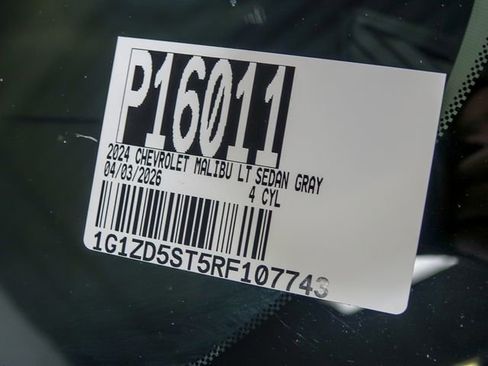 P16011
2024 CHEVROLET MALIBU LT SEDAN GRAY
04/03/2026 4 CYL
1G1ZD5ST5RF107743